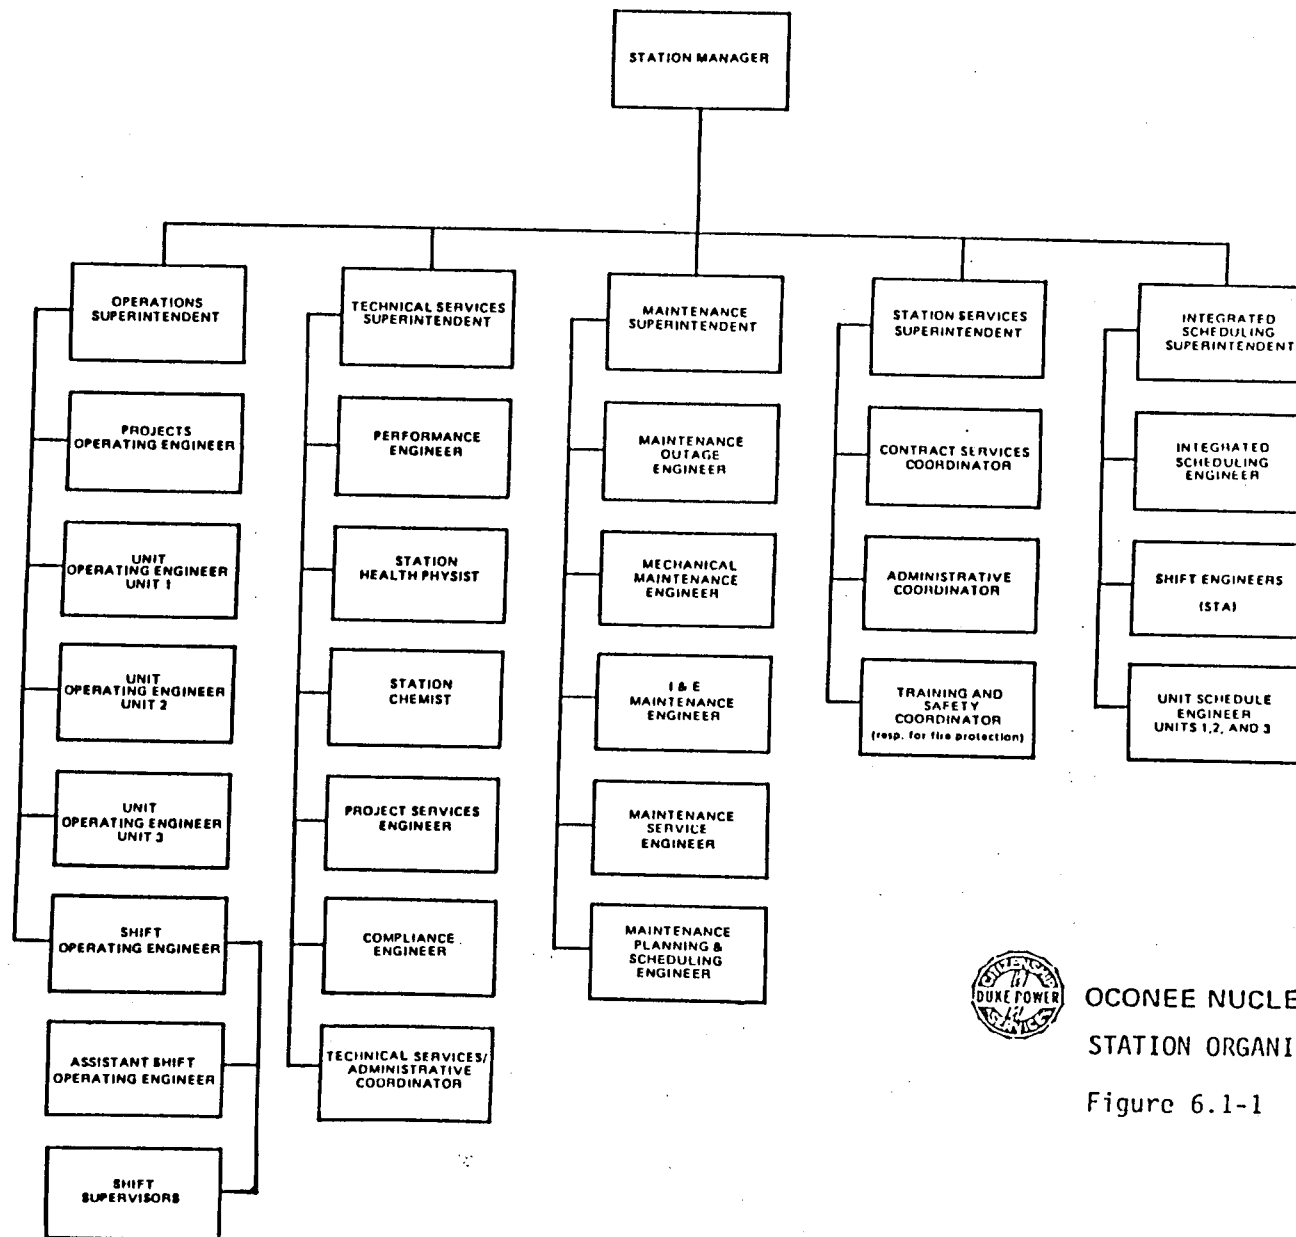 STATION MANAGER
OPERATIONS
SUPERINTENDENT
PROJECTS
OPERATING ENGINEER
UNIT
OPERATING ENGINEER
UNIT 1
UNIT
OPERATING ENGINEER
UNIT 2
UNIT
OPERATING ENGINEER
UNIT 3
SHIFT
OPERATING ENGINEER
ASSISTANT SHIFT
OPERATING ENGINEER
SHIFT
SUPERVISORS
TECHNICAL SERVICES
SUPERINTENDENT
PERFORMANCE
ENGINEER
STATION
HEALTH PHYSIST
STATION
CHEMIST
PROJECT SERVICES
ENGINEER
COMPLIANCE
ENGINEER
TECHNICAL SERVICES/
ADMINISTRATIVE
COORDINATOR
MAINTENANCE
SUPERINTENDENT
MAINTENANCE
OUTAGE
ENGINEER
MECHANICAL
MAINTENANCE
ENGINEER
I & E
MAINTENANCE
ENGINEER
MAINTENANCE
SERVICE
ENGINEER
MAINTENANCE
PLANNING &
SCHEDULING
ENGINEER
STATION SERVICES
SUPERINTENDENT
CONTRACT SERVICES
COORDINATOR
ADMINISTRATIVE
COORDINATOR
TRAINING AND
SAFETY
COORDINATOR
(resp. for fire protection)
INTEGRATED
SCHEDULING
SUPERINTENDENT
INTEGRATED
SCHEDULING
ENGINEER
SHIFT ENGINEERS
(STA)
UNIT SCHEDULE
ENGINEER
UNITS 1,2, AND 3
CITIZENSHIP
DUKE POWER
SERVICE
OCONEE NUCLE
STATION ORGANI
Figure 6.1-1